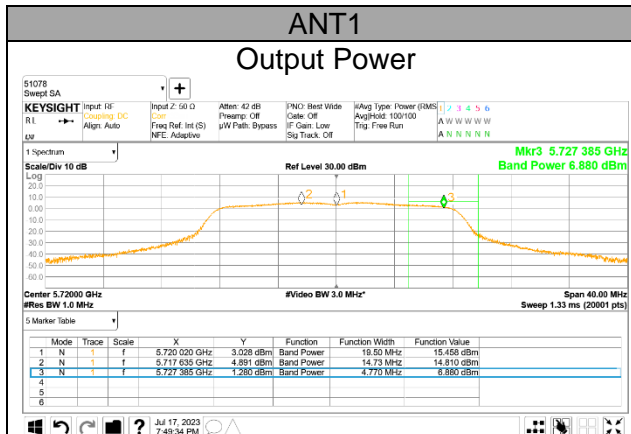 ANT1
Output Power
51078
Swept SA
KEYSIGHT Input: RF Input Z: 50 Ω Atten: 42 dB PNO: Best Wide #Avg Type: Power (RMS 1 2 3 4 5 6
RL Coupling: DC Corr Preamp: Off Gate: Off Avg|Hold: 100/100 A W W W W W
Align: Auto Freq Ref: Int (S) µW Path: Bypass IF Gain: Low Trig: Free Run
NFE: Adaptive Sig Track: Off A N N N N N
1 Spectrum Mkr3 5.727 385 GHz
Scale/Div 10 dB Ref Level 30.00 dBm Band Power 6.880 dBm
Log
20.0
10.0
0.00
10.0
20.0
30.0
40.0
50.0
60.0
2 1 3
Center 5.72000 GHz #Video BW 3.0 MHz* Span 40.00 MHz
#Res BW 1.0 MHz Sweep 1.33 ms (20001 pts)
5 Marker Table
Mode Trace Scale X Y Function Function Width Function Value
1 N 1 f 5.720 020 GHz 3.028 dBm Band Power 19.50 MHz 15.458 dBm
2 N 1 f 5.717 635 GHz 4.891 dBm Band Power 14.73 MHz 14.810 dBm
3 N 1 f 5.727 385 GHz 1.280 dBm Band Power 4.770 MHz 6.880 dBm
4
5
6
? Jul 17, 2023
7:49:34 PM